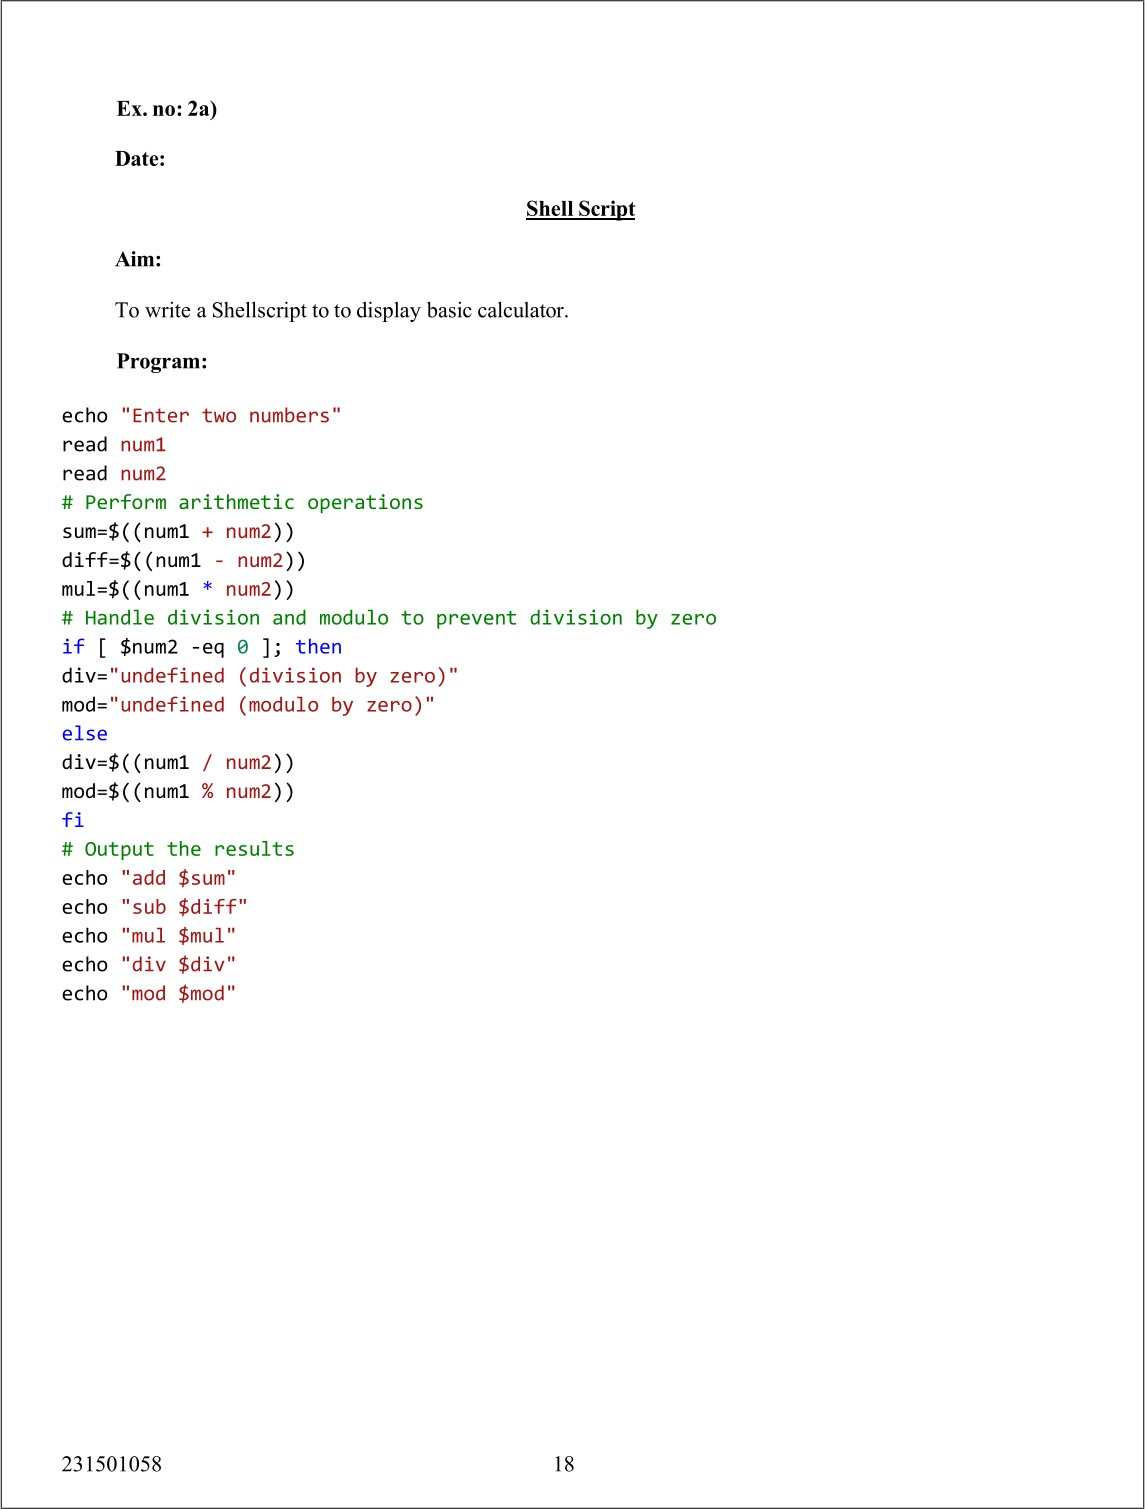 Ex. no: 2a)
Date:
Shell Script
Aim:
To write a Shellscript to to display basic calculator.
Program:
echo "Enter two numbers"
read num1
read num2
# Perform arithmetic operations
sum=$((num1 + num2))
diff=$((num1 - num2))
mul=$((num1 * num2))
# Handle division and modulo to prevent division by zero
if [ $num2 -eq 0 ]; then
div="undefined (division by zero)"
mod="undefined (modulo by zero)"
else
div=$((num1 / num2))
mod=$((num1 % num2))
fi
# Output the results
echo "add $sum"
echo "sub $diff"
echo "mul $mul"
echo "div $div"
echo "mod $mod"
231501058 18